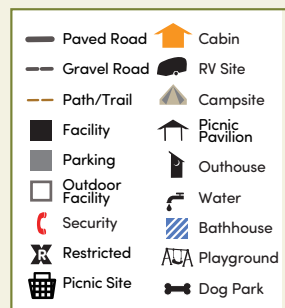 Paved Road
Cabin
Gravel Road
RV Site
Path/Trail
Campsite
Facility
Picnic
Pavilion
Parking
Outhouse
Outdoor
Facility
Water
Security
Bathhouse
R
Restricted
Playground
Picnic Site
Dog Park